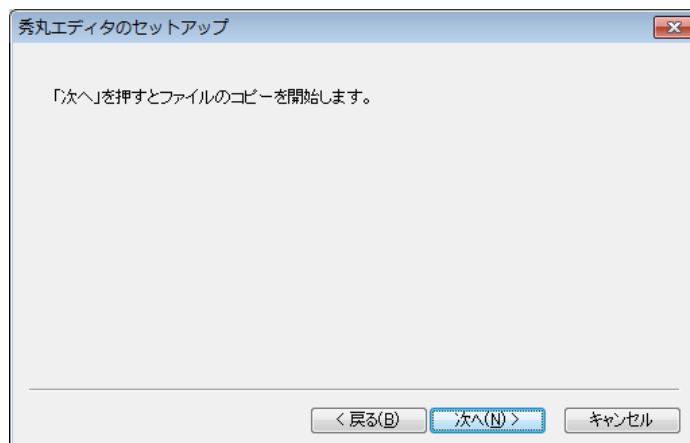 秀丸エディタのセットアップ
「次へ」を押すとファイルのコピーを開始します。
< 戻る(B)
次へ(N) >
キャンセル